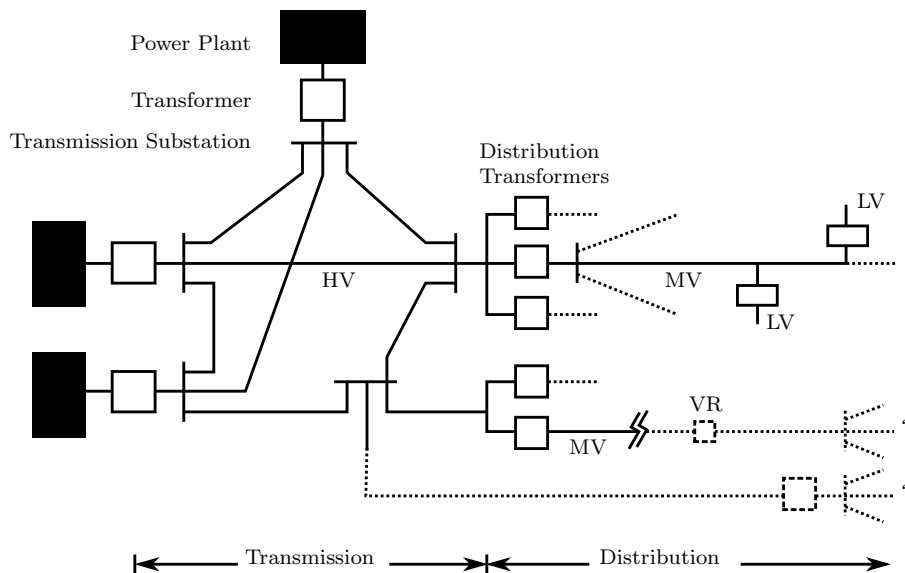 Power Plant
Transformer
Transmission Substation
Distribution
Transformers
LV
HV
MV
LV
VR
MV
Transmission
Distribution